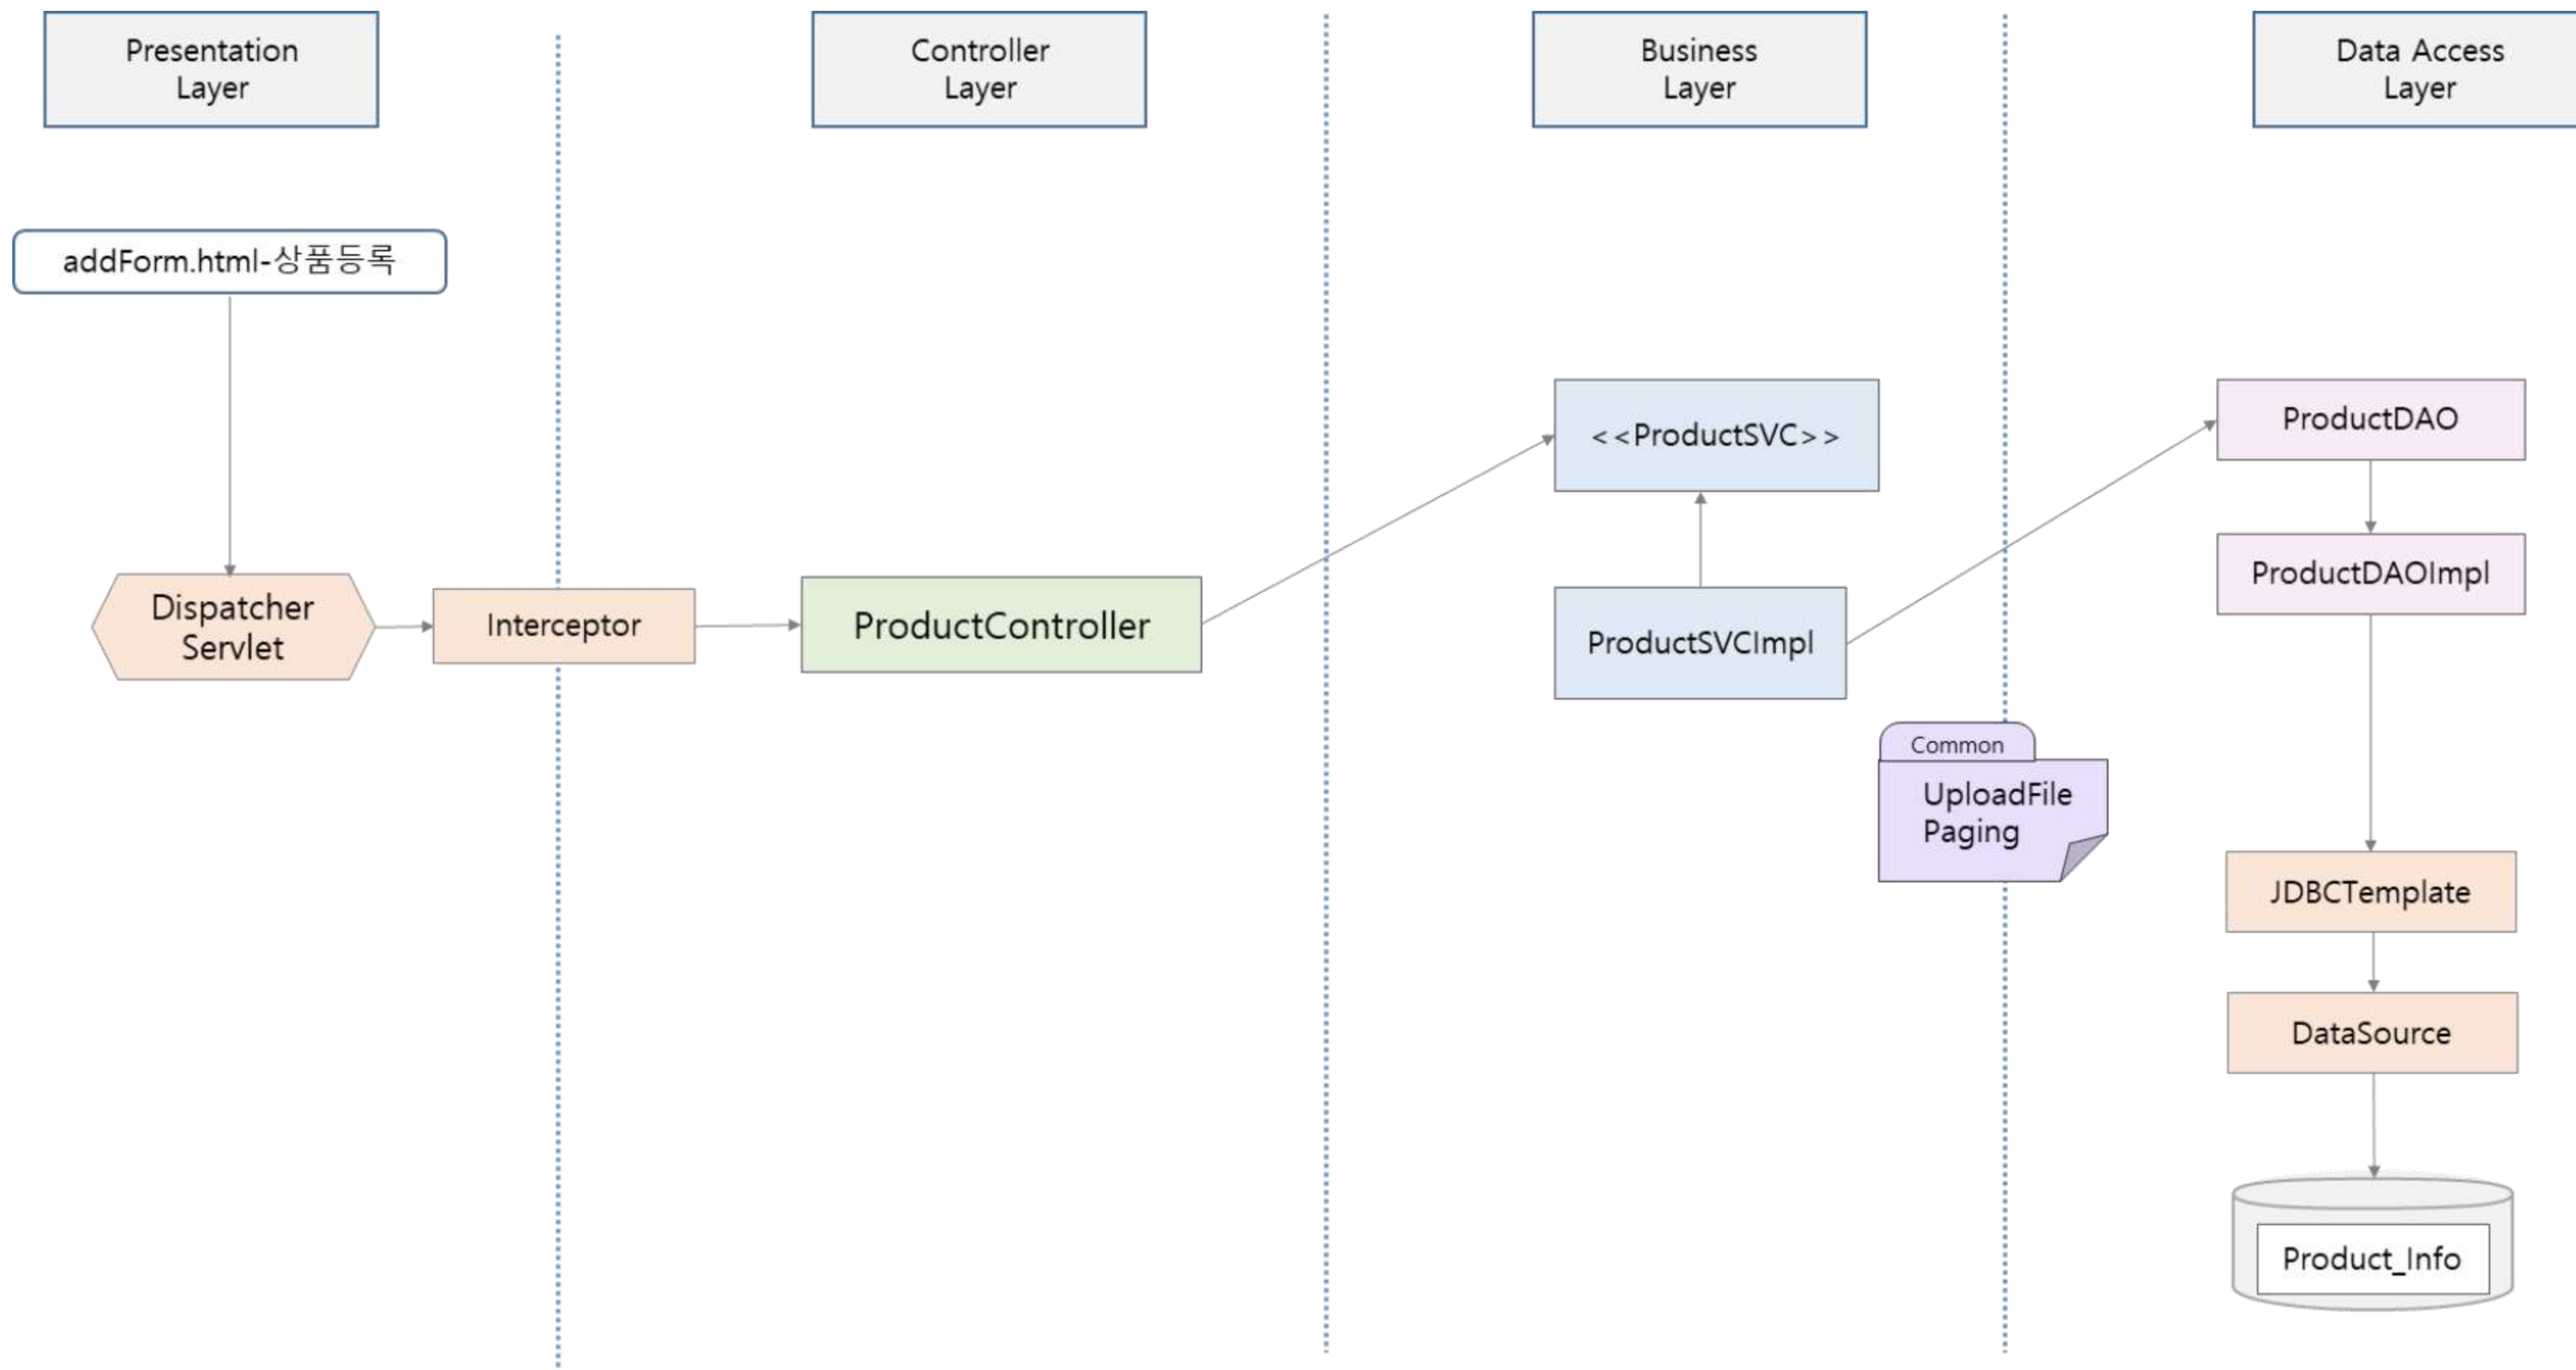 Presentation
Layer
Controller
Layer
Business
Layer
Data Access
Layer
addForm.html-상품등록
Dispatcher
Servlet
Interceptor
ProductController
<<ProductSVC>>
ProductSVCImpl
Common
UploadFile
Paging
ProductDAO
ProductDAOImpl
JDBCTemplate
DataSource
Product_Info